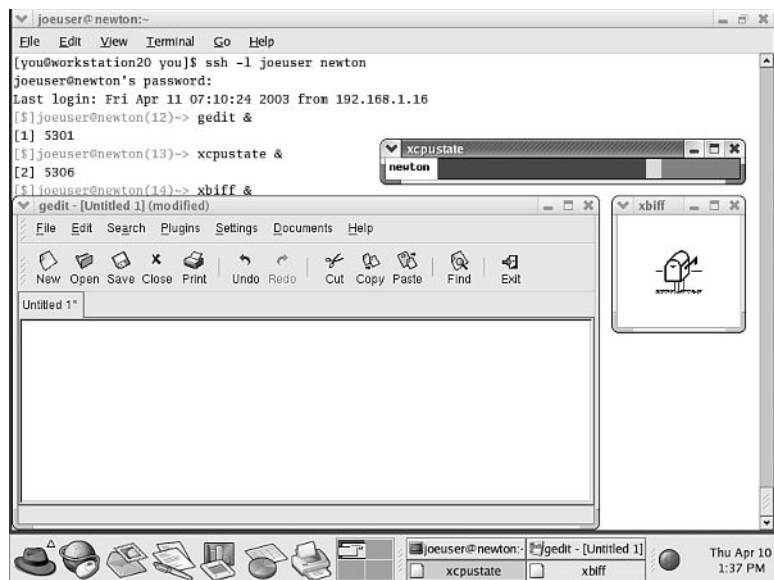 joeuser@newton:~
File Edit View Terminal Go Help
[you@workstation20 you]$ ssh -l joeuser newton
joeuser@newton's password:
Last login: Fri Apr 11 07:10:24 2003 from 192.168.1.16
[$]joeuser@newton(12)~> gedit &
[1] 5301
[$]joeuser@newton(13)~> xcpustate &
[2] 5306
[$]joeuser@newton(14)~> xbiff &
xcpustate
newton
gedit - [Untitled 1] (modified)
File Edit Search Plugins Settings Documents Help
New Open Save Close Print Undo Redo Cut Copy Paste Find Exit
Untitled 1*
xbiff
joeuser@newton:- gedit - [Untitled 1]
xcpustate xbiff
Thu Apr 10
1:37 PM